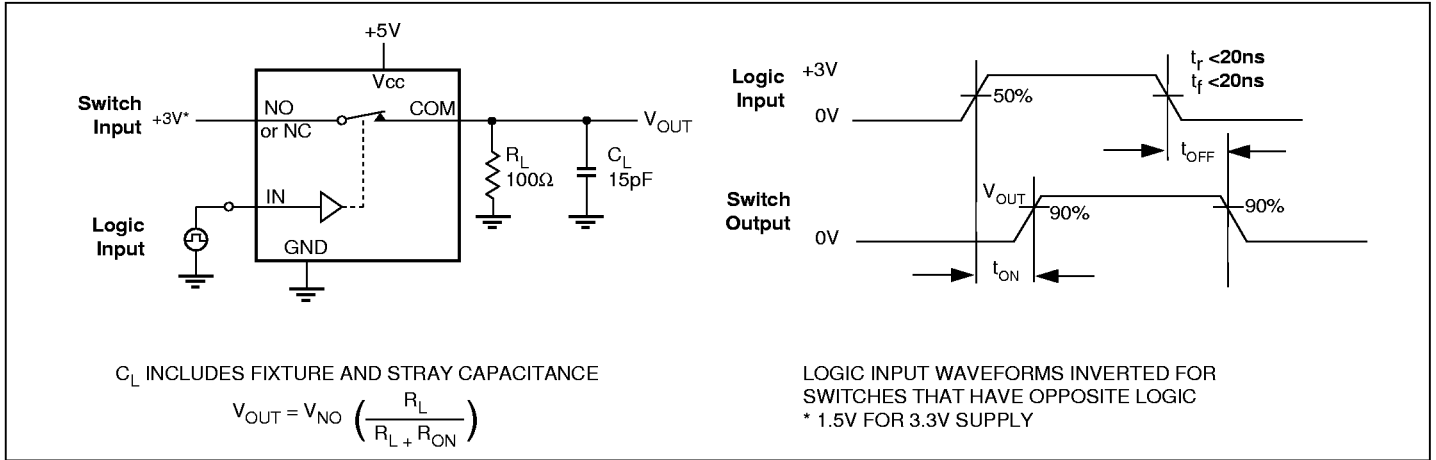 +5V
Vcc
Switch
Input
+3V*
NO
or NC
COM
VOUT
RL
100Ω
CL
15pF
IN
Logic
Input
GND
CL INCLUDES FIXTURE AND STRAY CAPACITANCE
VOUT = VNO ( RL / RL + RON )
Logic
Input
+3V
0V
50%
tr <20ns
tf <20ns
tOFF
Switch
Output
VOUT
0V
90%
90%
tON
LOGIC INPUT WAVEFORMS INVERTED FOR
SWITCHES THAT HAVE OPPOSITE LOGIC
* 1.5V FOR 3.3V SUPPLY